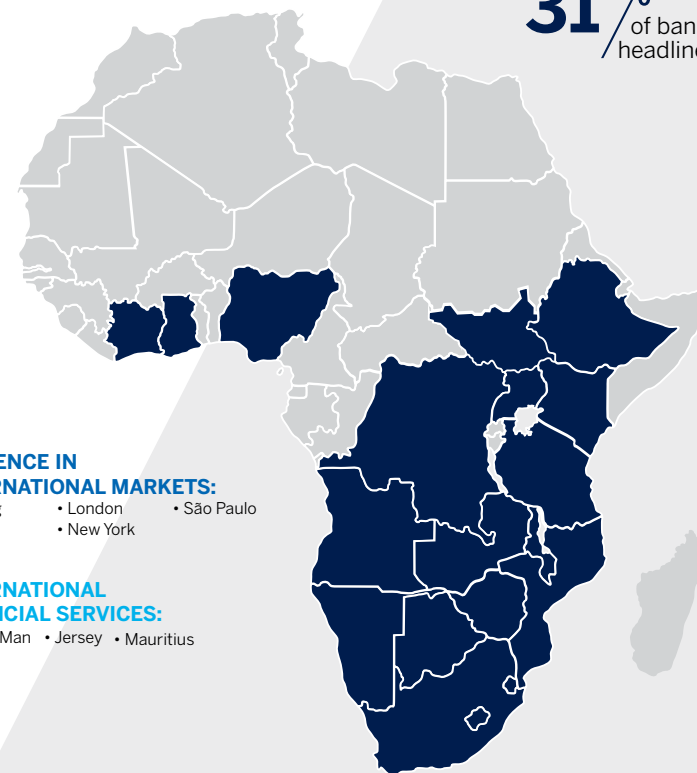 31%
of ban
headline
ENCE IN
RNATIONAL MARKETS:
g • London • São Paulo
• New York
RNATIONAL
CIAL SERVICES:
Man • Jersey • Mauritius